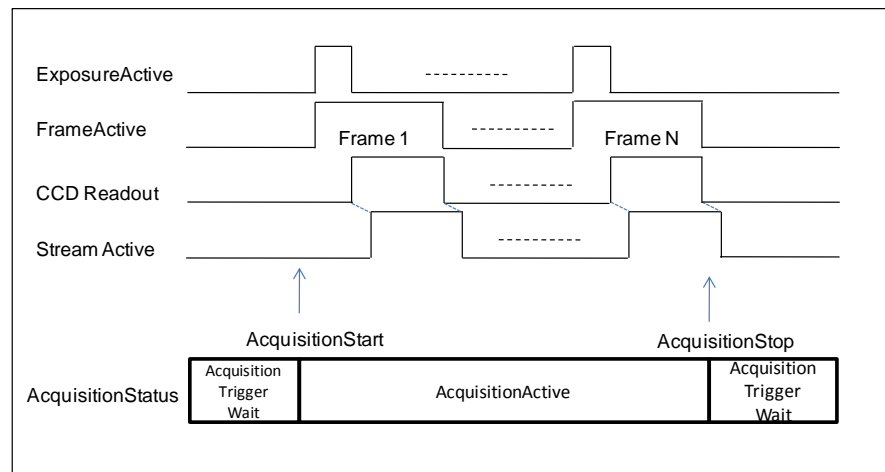 ExposureActive
FrameActive
Frame 1
Frame N
CCD Readout
Stream Active
AcquisitionStart
AcquisitionStop
AcquisitionStatus
Acquisition
Trigger
Wait
AcquisitionActive
Acquisition
Trigger
Wait